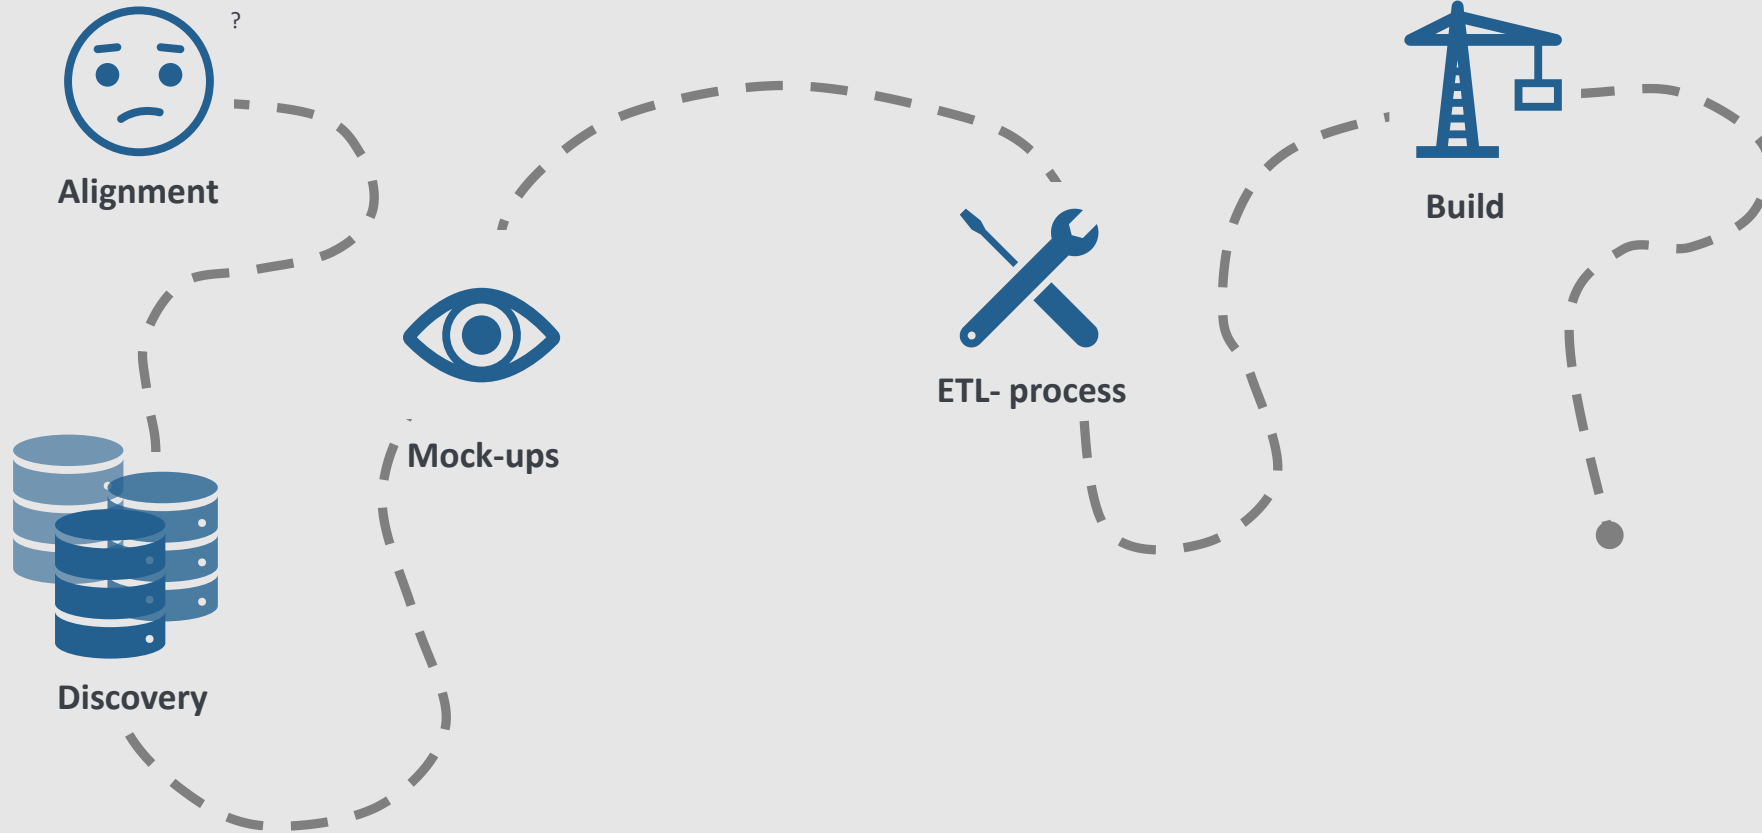 ?
Alignment
Build
ETL- process
Mock-ups
Discovery